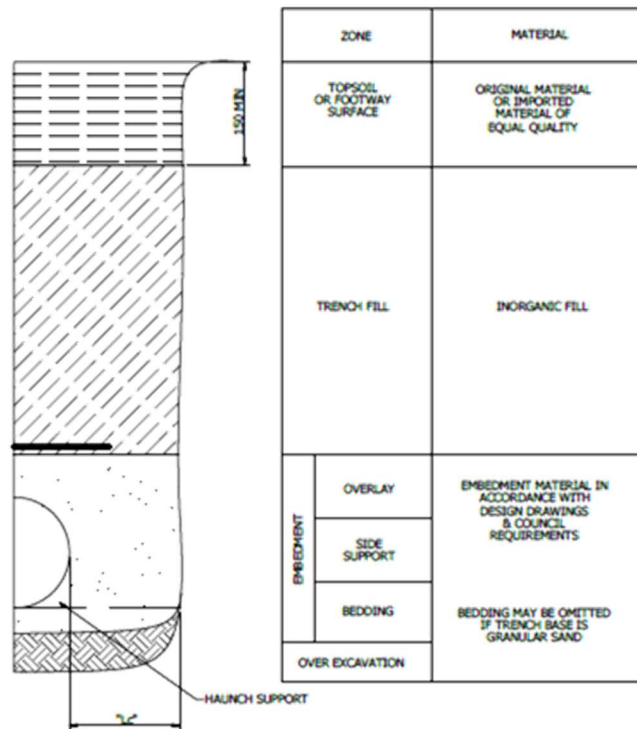 ZONE
MATERIAL
150 MIN
TOPSOIL
OR FOOTWAY
SURFACE
ORIGINAL MATERIAL
OR IMPORTED
MATERIAL OF
EQUAL QUALITY
TRENCH FILL
INORGANIC FILL
EMBEDMENT
OVERLAY
SIDE
SUPPORT
BEDDING
EMBEDMENT MATERIAL IN
ACCORDANCE WITH
DESIGN DRAWINGS
& COUNCIL
REQUIREMENTS
BEDDING MAY BE OMITTED
IF TRENCH BASE IS
GRANULAR SAND
OVER EXCAVATION
HAUNCH SUPPORT